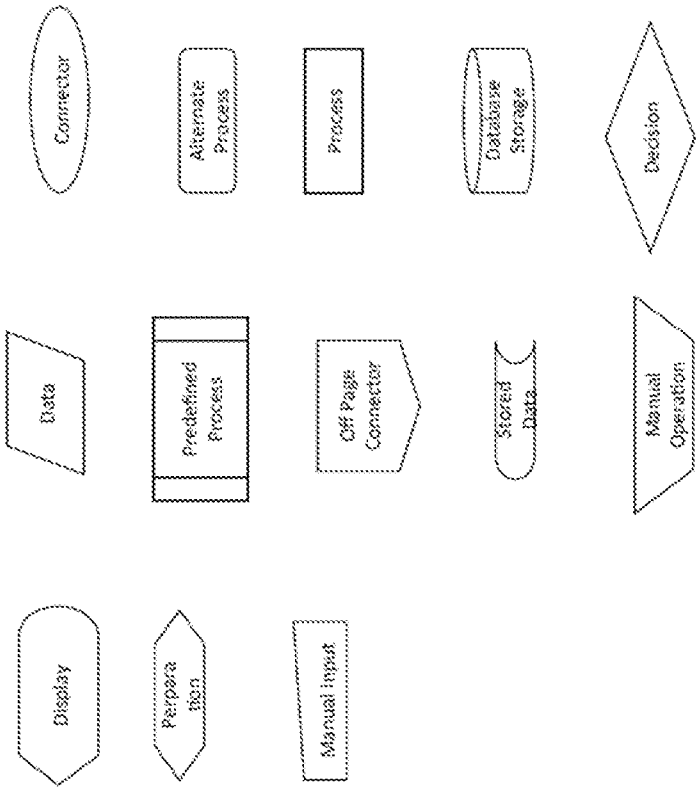 Connector
Alternate
Process
Process
Database
Storage
Decision
Data
Predefined
Process
Off Page
Connector
Stored
Data
Manual
Operation
Display
Perpara
tion
Manual Input